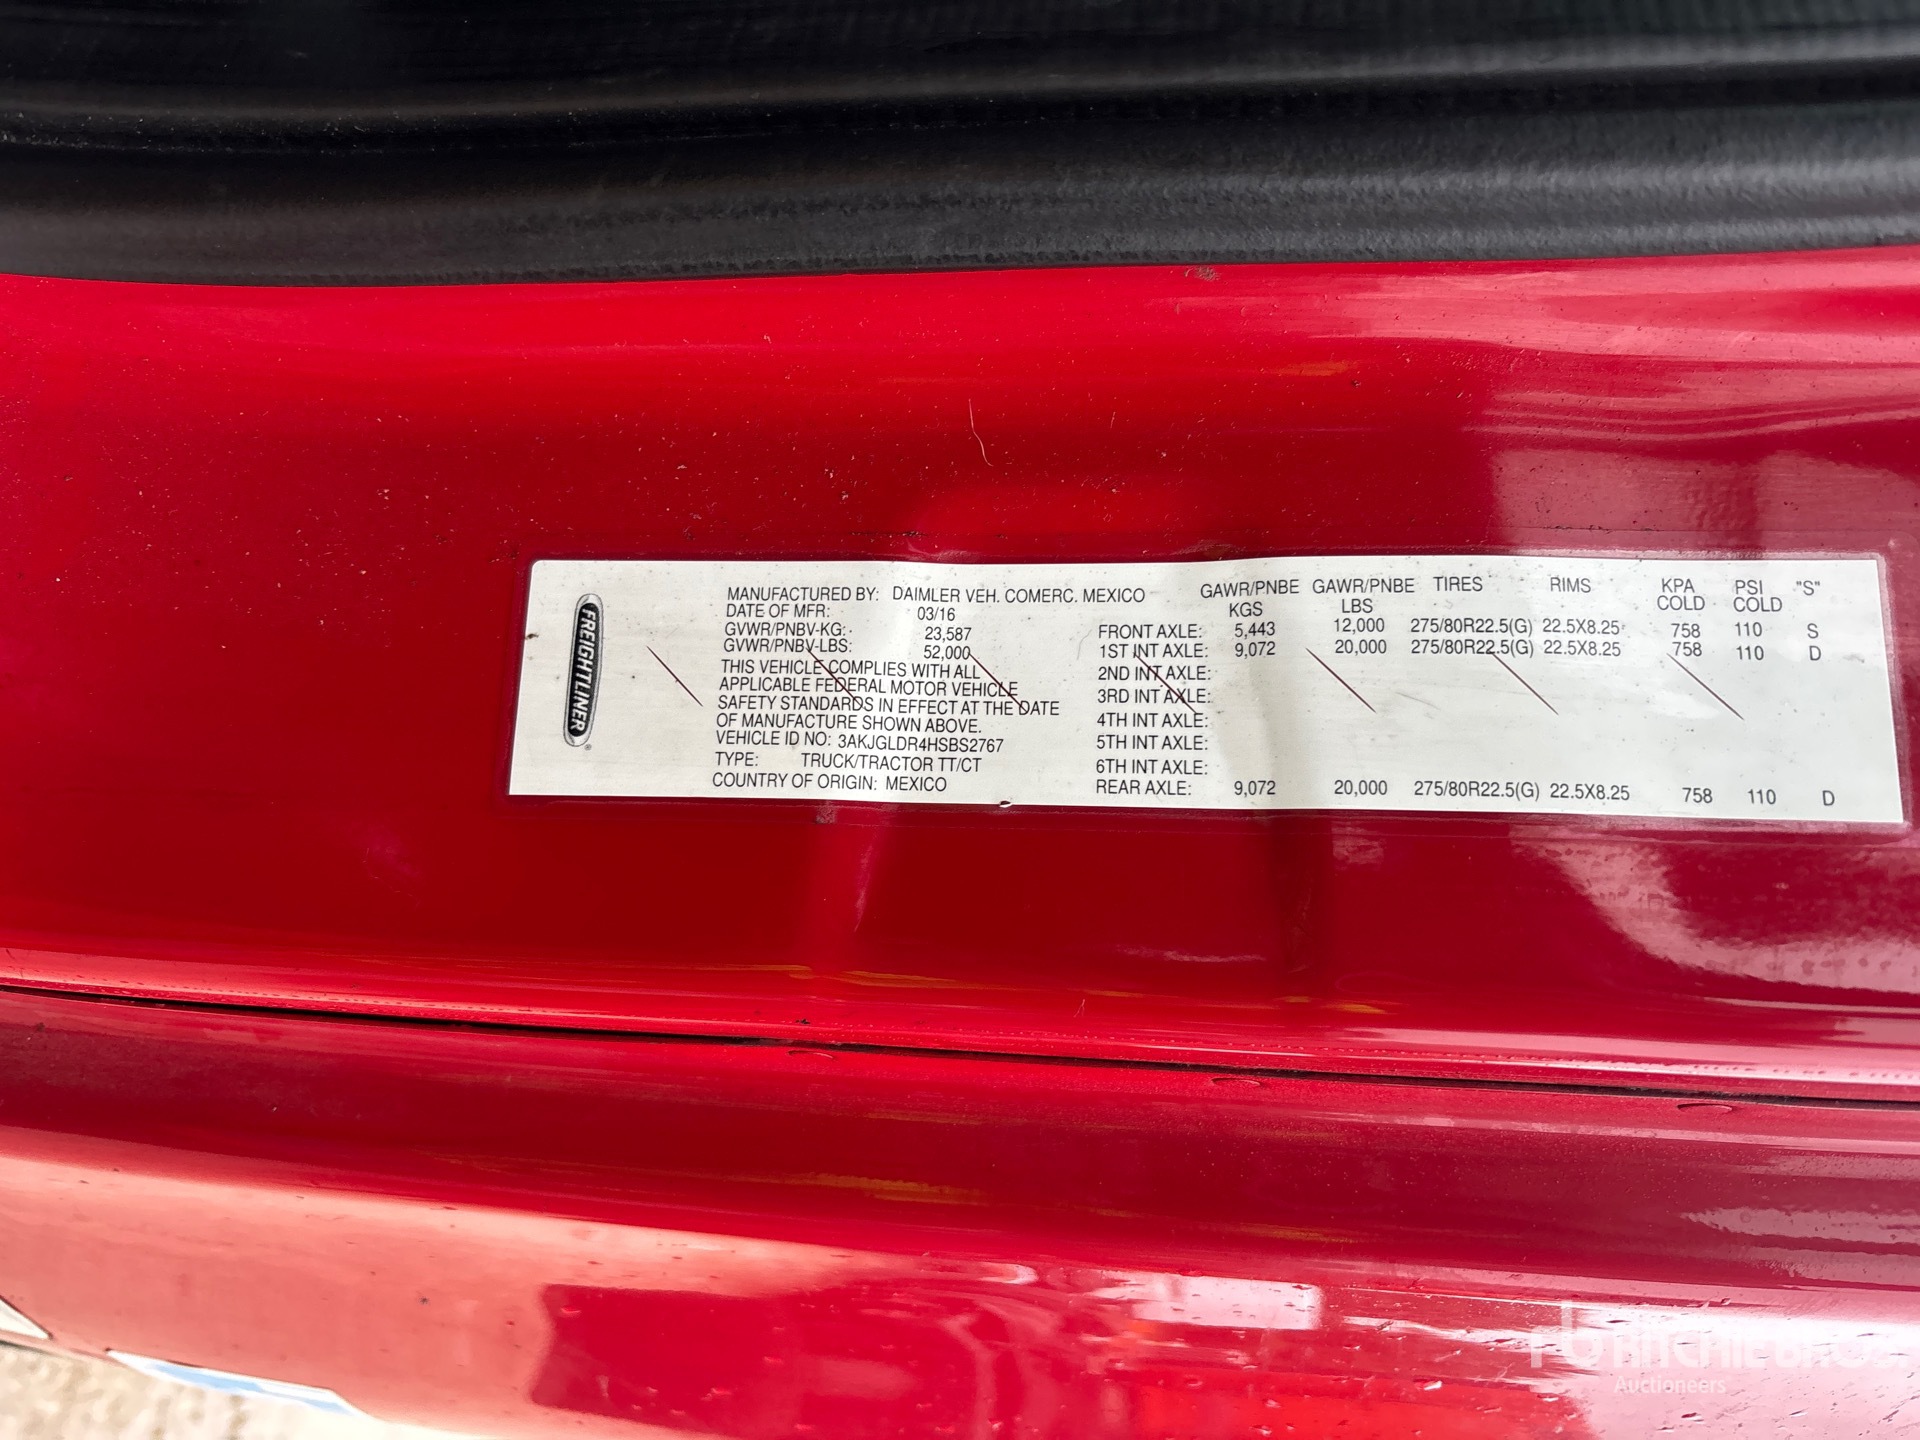 FREIGHTLINER
®
MANUFACTURED BY: DAIMLER VEH. COMERC. MEXICO
DATE OF MFR: 03/16
GVWR/PNBV-KG: 23,587
GVWR/PNBV-LBS: 52,000
THIS VEHICLE COMPLIES WITH ALL
APPLICABLE FEDERAL MOTOR VEHICLE
SAFETY STANDARDS IN EFFECT AT THE DATE
OF MANUFACTURE SHOWN ABOVE.
VEHICLE ID NO: 3AKJGLDR4HSBS2767
TYPE: TRUCK/TRACTOR TT/CT
COUNTRY OF ORIGIN: MEXICO
GAWR/PNBE GAWR/PNBE TIRES RIMS KPA PSI "S"
KGS LBS COLD COLD
FRONT AXLE: 5,443 12,000 275/80R22.5(G) 22.5X8.25 758 110 S
1ST INT AXLE: 9,072 20,000 275/80R22.5(G) 22.5X8.25 758 110 D
2ND INT AXLE:
3RD INT AXLE:
4TH INT AXLE:
5TH INT AXLE:
6TH INT AXLE:
REAR AXLE: 9,072 20,000 275/80R22.5(G) 22.5X8.25 758 110 D
rb RITCHIE BROS.
Auctioneers